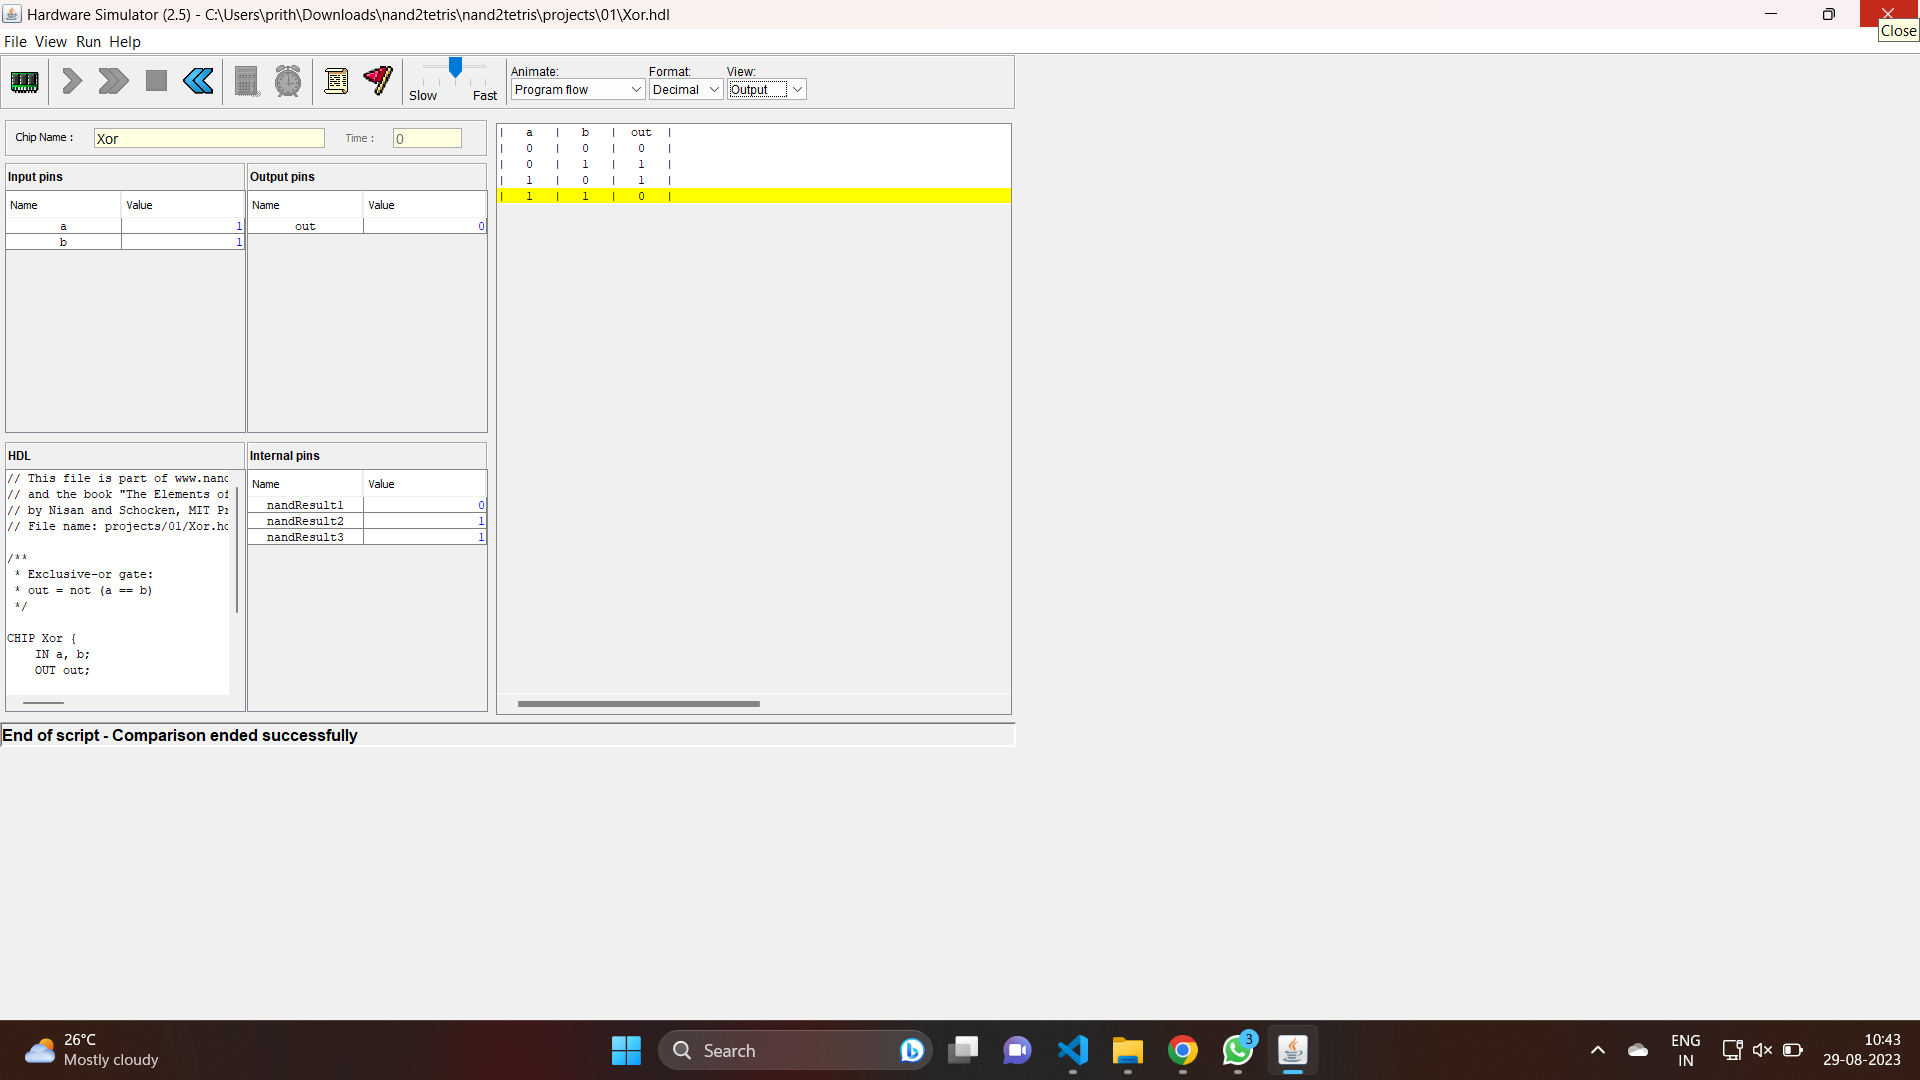 Hardware Simulator (2.5) - C:\Users\prith\Downloads\nand2tetris\nand2tetris\projects\01\Xor.hdl
Close
File View Run Help
Slow Fast
Animate: Format: View:
Program flow Decimal Output
Chip Name : Xor Time : 0
Input pins
Name Value
a 1
b 1
Output pins
Name Value
out 0
| a | b | out |
| 0 | 0 | 0 |
| 0 | 1 | 1 |
| 1 | 0 | 1 |
| 1 | 1 | 0 |
HDL
// This file is part of www.nand
// and the book "The Elements of
// by Nisan and Schocken, MIT Pr
// File name: projects/01/Xor.hd
/**
* Exclusive-or gate:
* out = not (a == b)
*/
CHIP Xor {
IN a, b;
OUT out;
Internal pins
Name Value
nandResult1 0
nandResult2 1
nandResult3 1
End of script - Comparison ended successfully
26°C
Mostly cloudy
Search
3
ENG
IN
10:43
29-08-2023